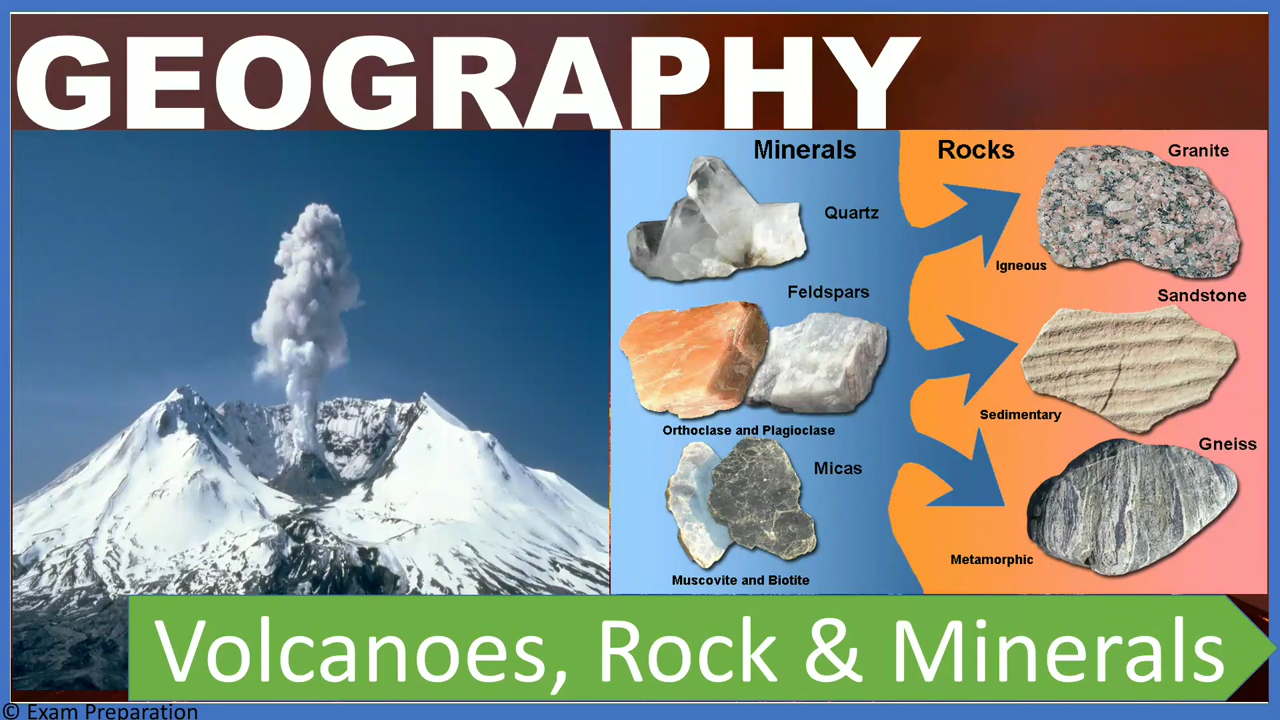 GEOGRAPHY
Minerals
Rocks
Granite
Quartz
Igneous
Feldspars
Sandstone
Orthoclase and Plagioclase
Sedimentary
Micas
Gneiss
Muscovite and Biotite
Metamorphic
Volcanoes, Rock & Minerals
© Exam Preparation